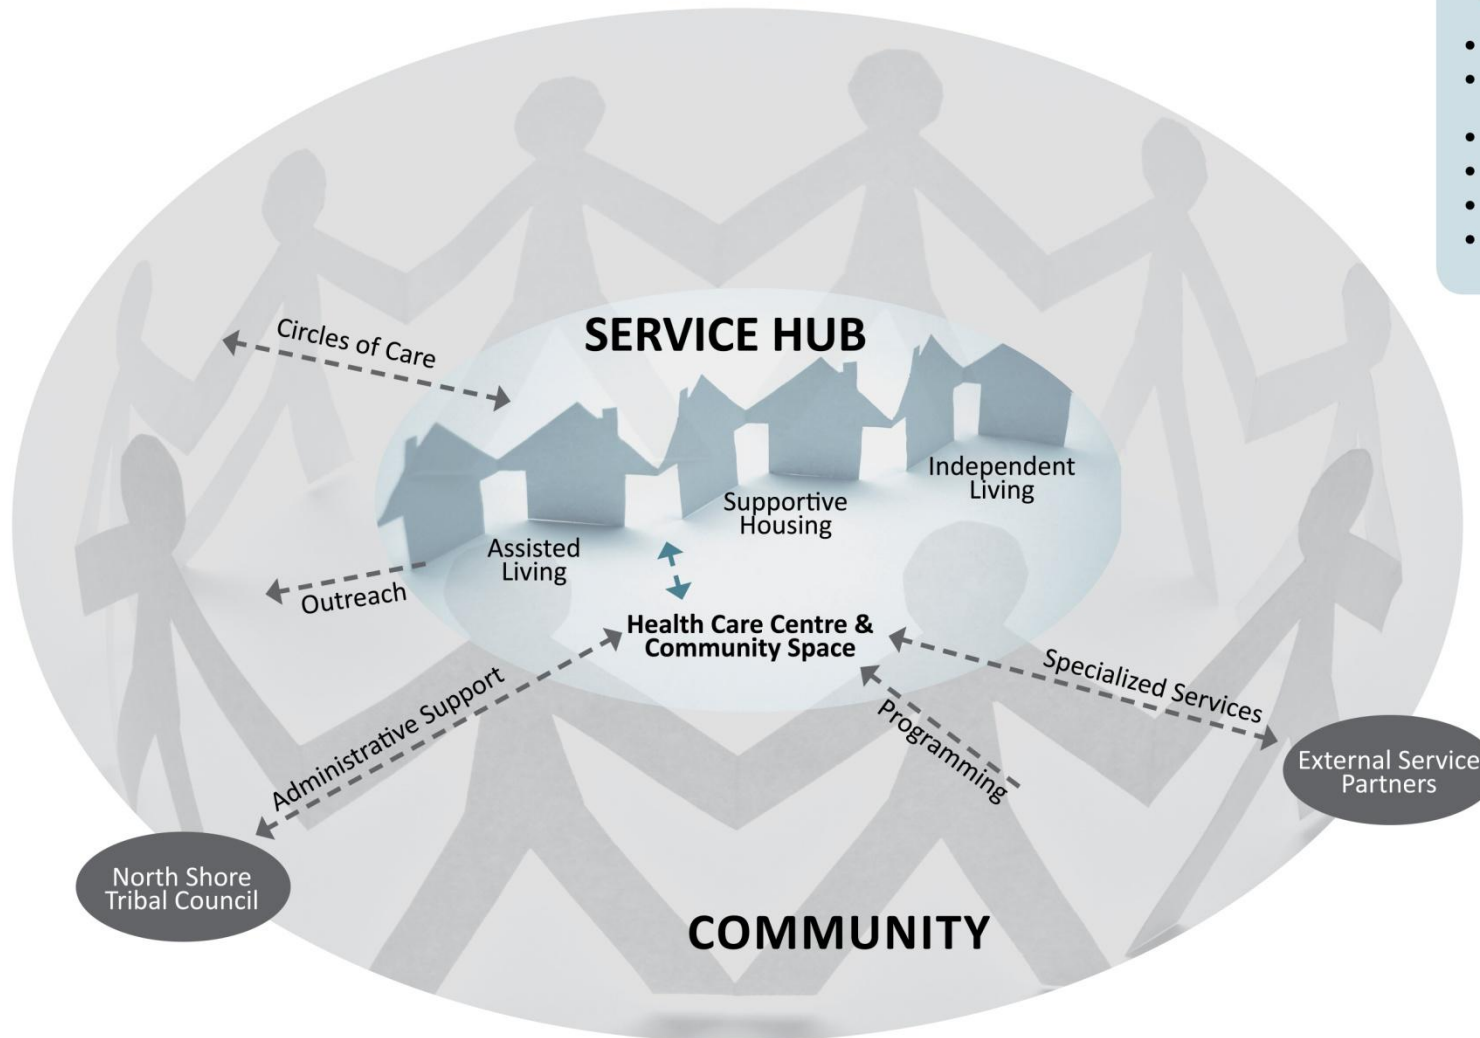 SERVICE HUB
Circles of Care
Independent
Living
Supportive
Housing
Assisted
Living
Outreach
Health Care Centre &
Community Space
Administrative Support
Specialized Services
Programming
External Service
Partners
North Shore
Tribal Council
COMMUNITY